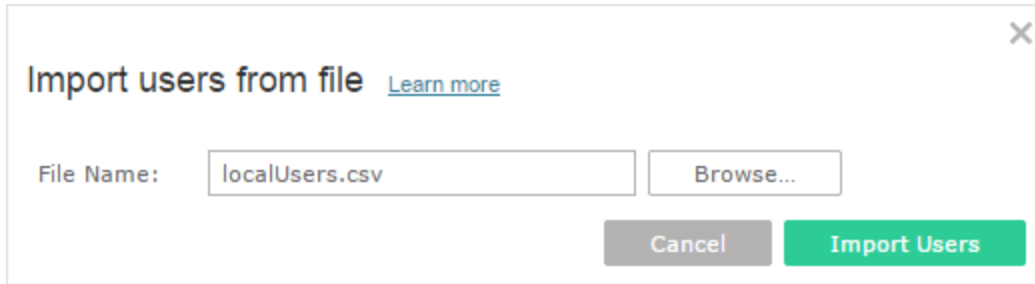 Import users from file Learn more
File Name: localUsers.csv Browse...
Cancel Import Users